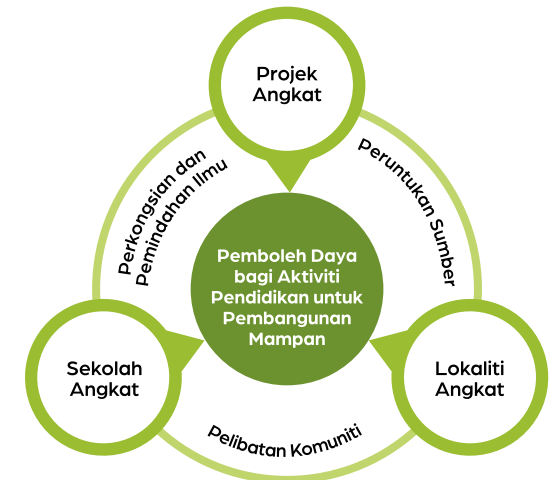 Projek
Angkat
Perkongsian dan
Pemindahan Ilmu
Peruntukan Sumber
Pemboleh Daya
bagi Aktiviti
Pendidikan untuk
Pembangunan
Mampan
Sekolah
Angkat
Lokaliti
Angkat
Pelibatan Komuniti